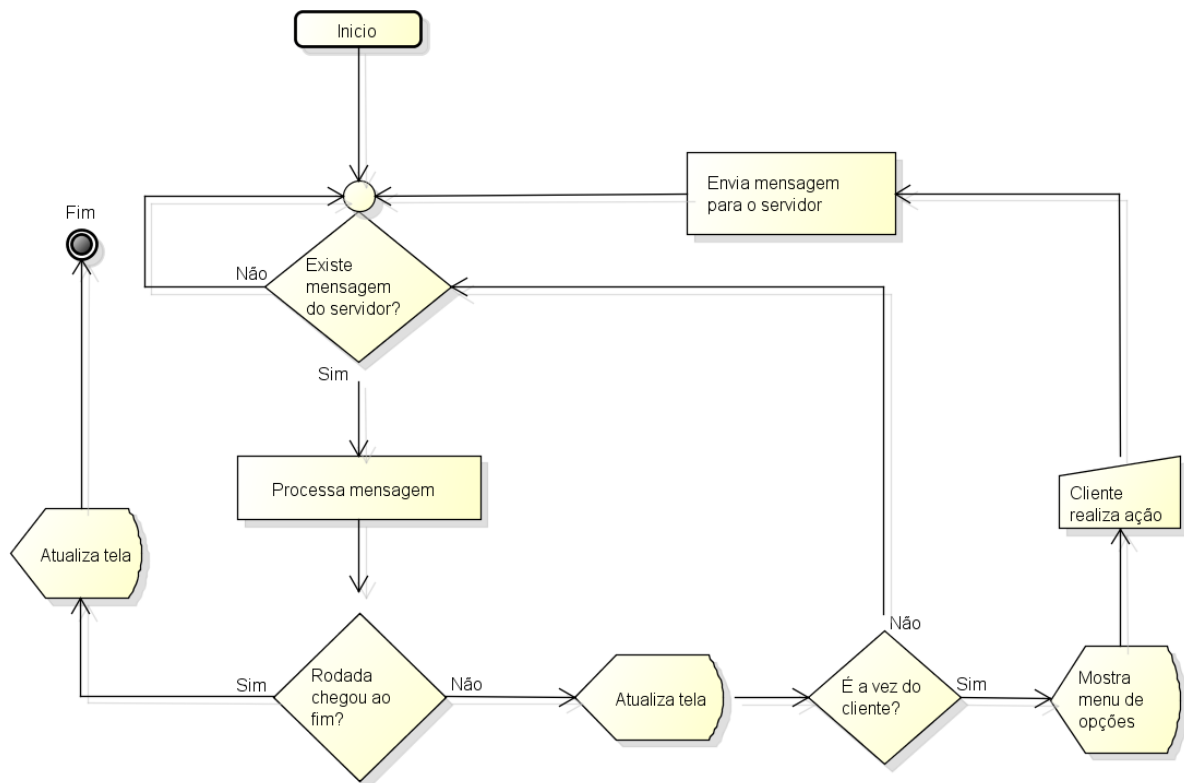 Inicio
Envia mensagem
para o servidor
Fim
Não
Existe
mensagem
do servidor?
Sim
Processa mensagem
Cliente
realiza ação
Atualiza tela
Não
Sim
Rodada
chegou ao
fim?
Não
Atualiza tela
É a vez do
cliente?
Sim
Mostra
menu de
opções